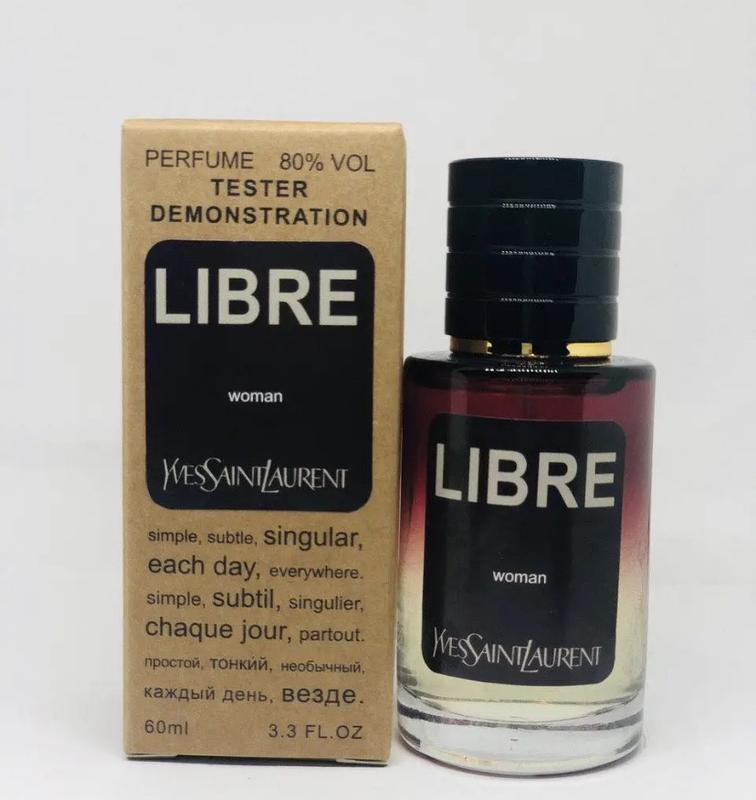 PERFUME 80% VOL
TESTER
DEMONSTRATION
LIBRE
woman
YVESSAINTLAURENT
simple, subtle, singular,
each day, everywhere.
simple, subtil, singulier,
chaque jour, partout.
простой, тонкий, необычный,
каждый день, везде.
60ml 3.3 FL.OZ
LIBRE
woman
YVESSAINTLAURENT